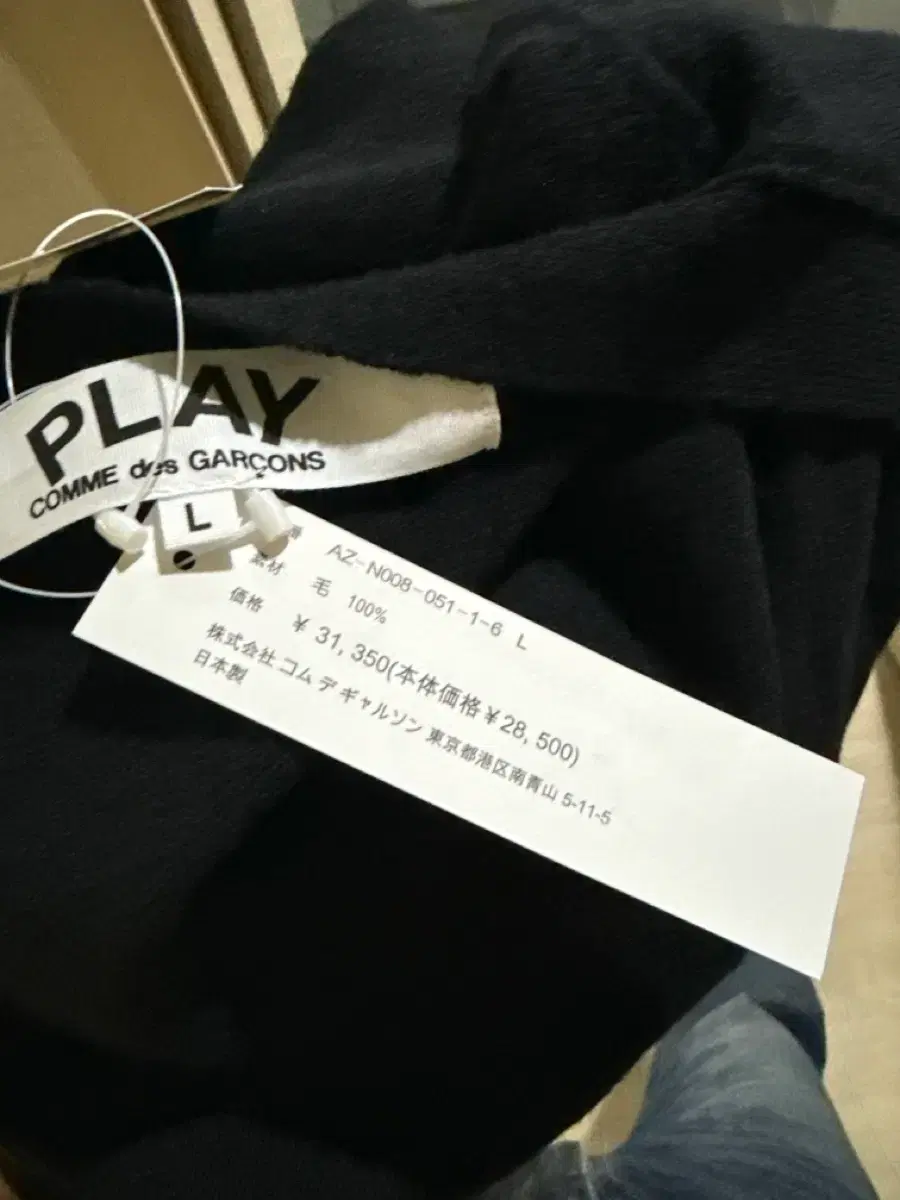 PLAY
COMME des GARÇONS
L
AZ-N008-051-1-6 L
素材 毛 100%
価格 ¥ 31,350(本体価格¥28,500)
株式会社 コム デ ギャルソン 東京都港区南青山 5-11-5
日本製